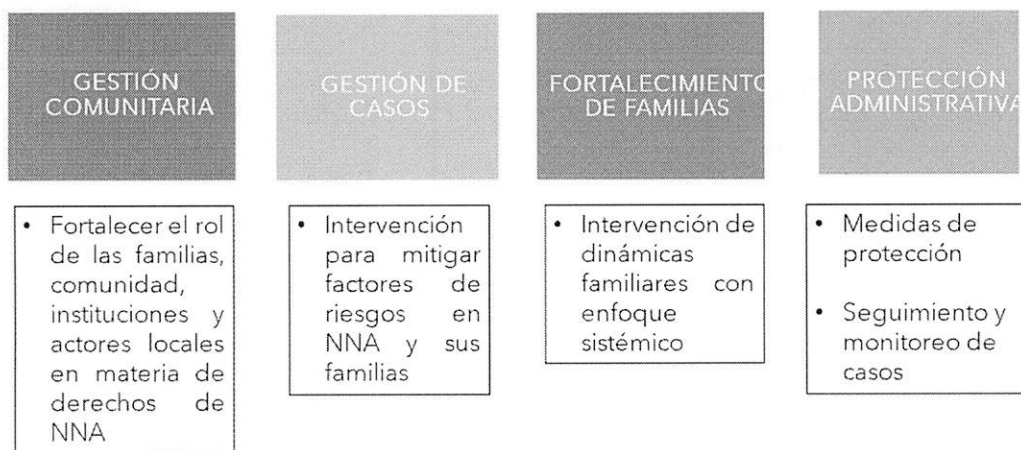 GESTIÓN
COMUNITARIA
GESTIÓN DE
CASOS
FORTALECIMIENTO
DE FAMILIAS
PROTECCIÓN
ADMINISTRATIVA
• Fortalecer el rol
de las familias,
comunidad,
instituciones y
actores locales
en materia de
derechos de
NNA
• Intervención
para mitigar
factores de
riesgos en
NNA y sus
familias
• Intervención de
dinámicas
familiares con
enfoque
sistémico
• Medidas de
protección
• Seguimiento y
monitoreo de
casos